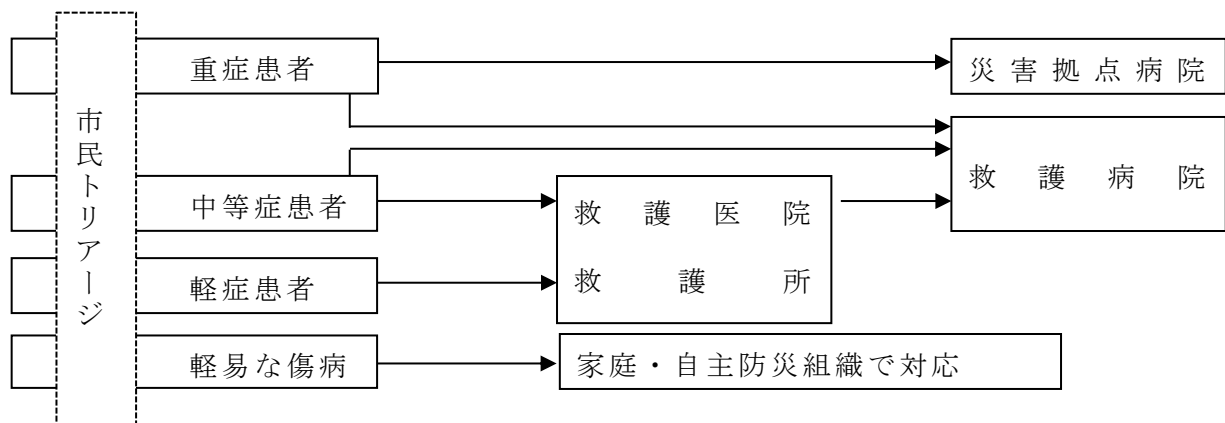 市民トリアージ
重症患者
災害拠点病院
中等症患者
救護医院
救護所
救護病院
軽症患者
軽易な傷病
家庭・自主防災組織で対応